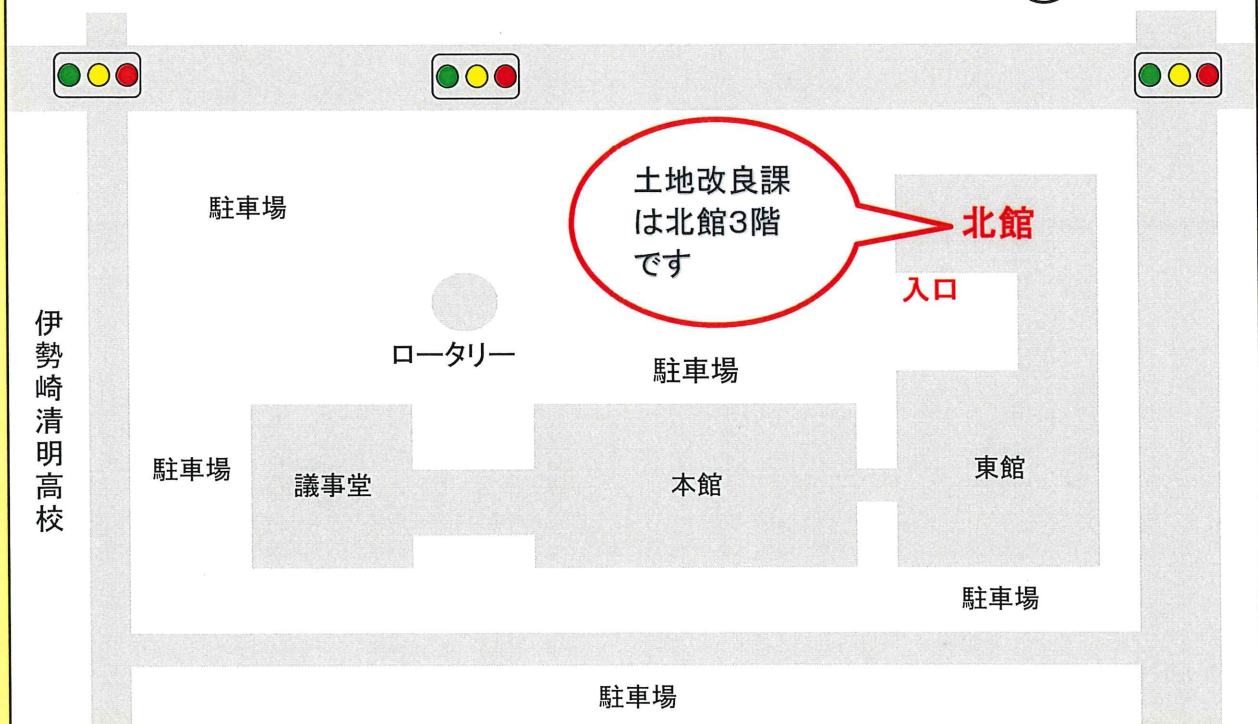 駐車場
土地改良課
は北館3階
です
北館
入口
伊勢崎清明高校
ロータリー
駐車場
駐車場
議事堂
本館
東館
駐車場
駐車場